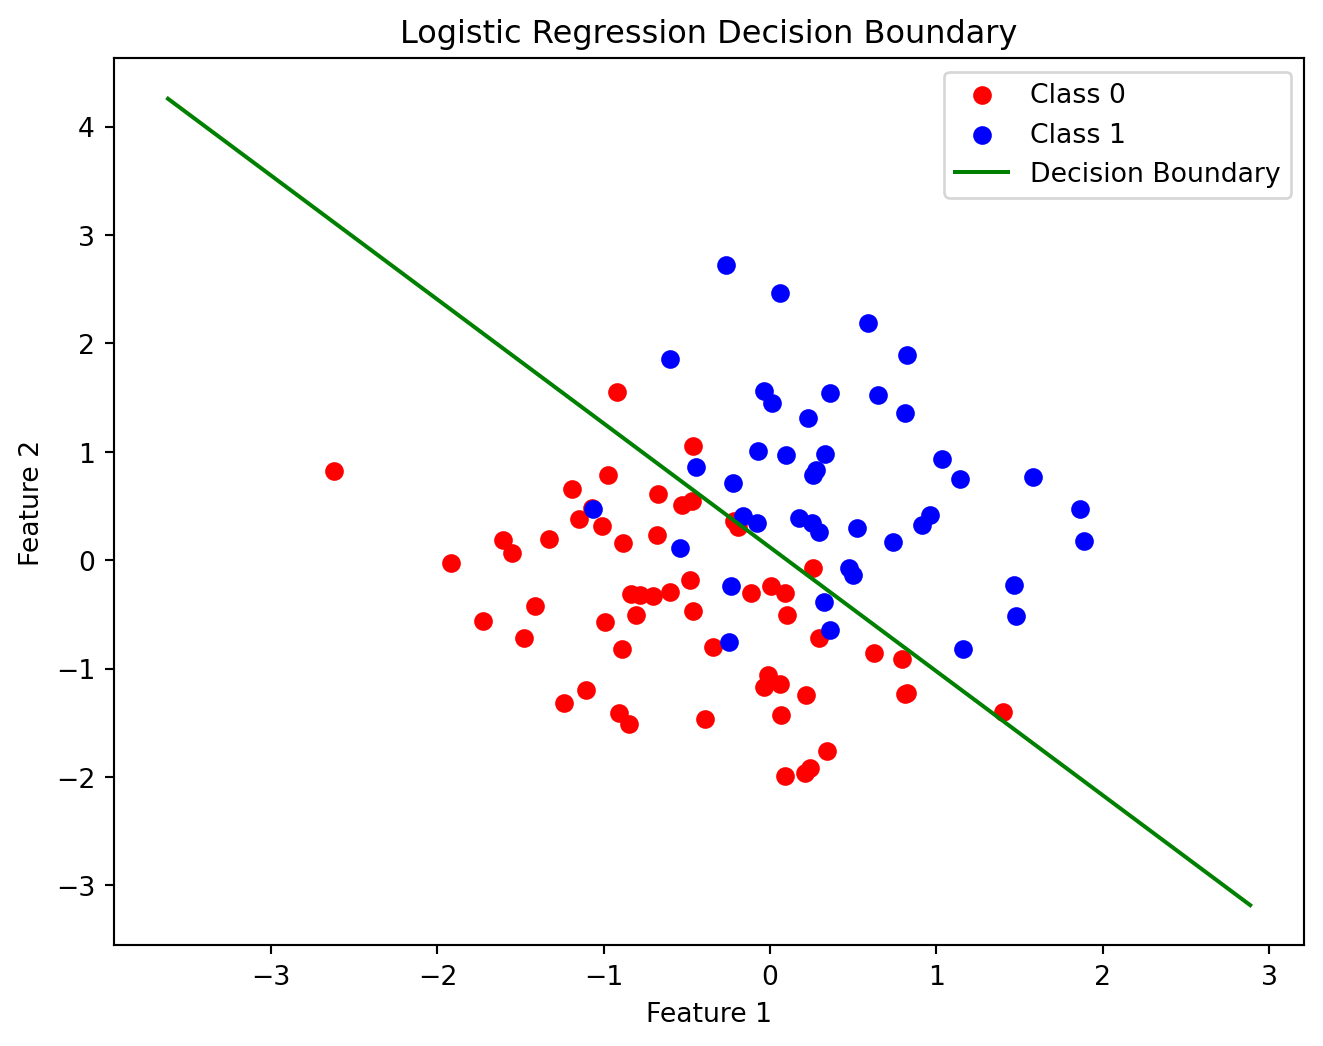 Logistic Regression Decision Boundary
Class 0
Class 1
Decision Boundary
4
3
2
1
0
−1
−2
−3
Feature 2
−3
−2
−1
0
1
2
3
Feature 1